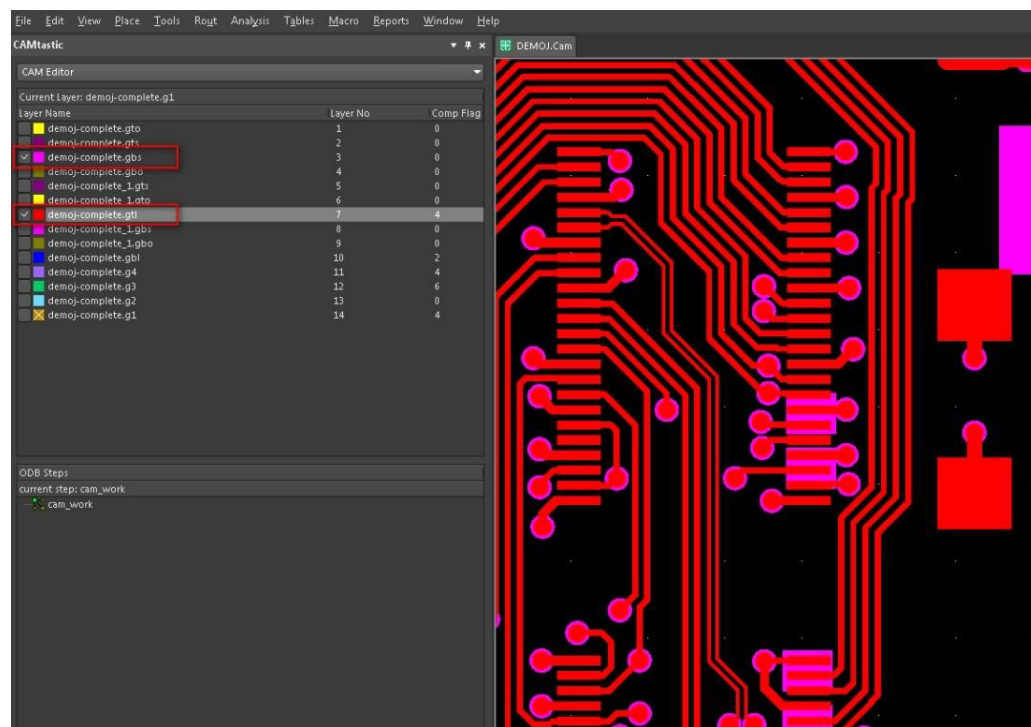 File Edit View Place Tools Rout Analysis Tables Macro Reports Window Help
CAMtastic
DEMOJ.Cam
CAM Editor
Current Layer: demoj-complete.g1
Layer Name Layer No Comp Flag
demoj-complete.gto 1 0
demoj-complete.gts 2 0
demoj-complete.gbs 3 0
demoj-complete.gbo 4 0
demoj-complete_1.gts 5 0
demoj-complete_1.gto 6 0
demoj-complete.gtl 7 4
demoj-complete_1.gbs 8 0
demoj-complete_1.gbo 9 0
demoj-complete.gbl 10 2
demoj-complete.g4 11 4
demoj-complete.g3 12 6
demoj-complete.g2 13 0
demoj-complete.g1 14 4
ODB Steps
current step: cam_work
cam_work